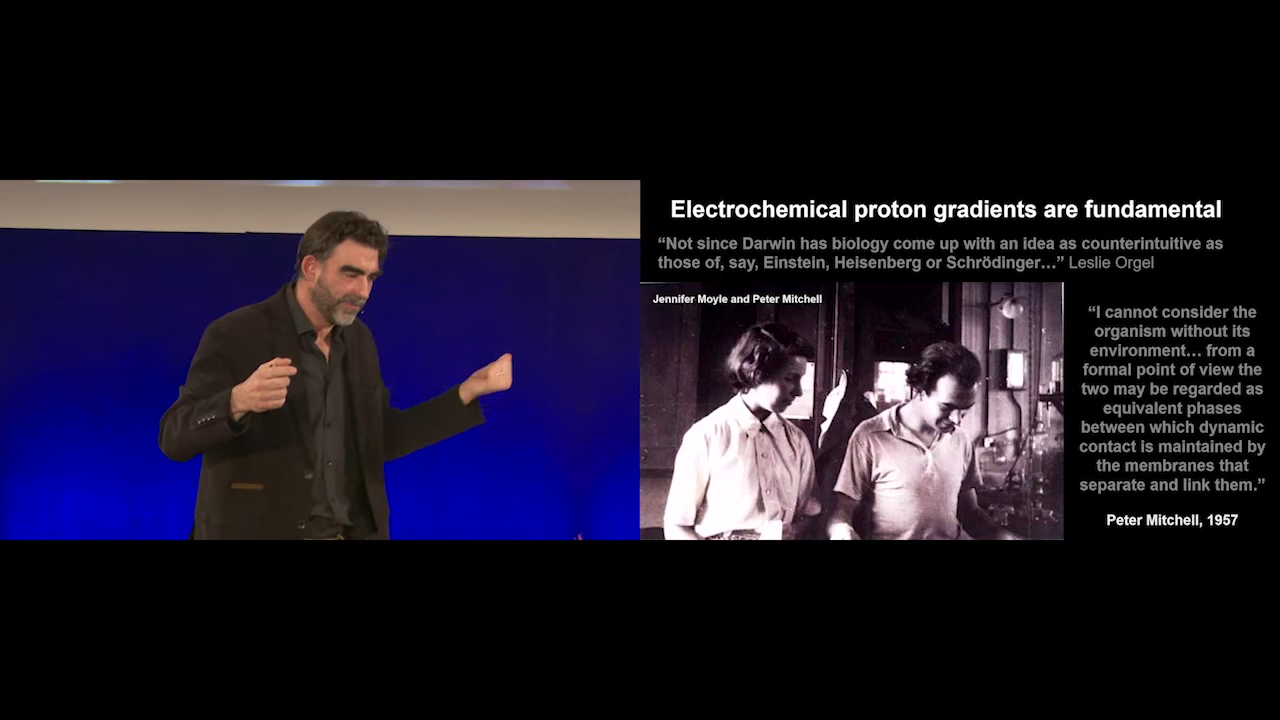 Electrochemical proton gradients are fundamental
“Not since Darwin has biology come up with an idea as counterintuitive as
those of, say, Einstein, Heisenberg or Schrödinger…” Leslie Orgel
Jennifer Moyle and Peter Mitchell
“I cannot consider the
organism without its
environment… from a
formal point of view the
two may be regarded as
equivalent phases
between which dynamic
contact is maintained by
the membranes that
separate and link them.”
Peter Mitchell, 1957